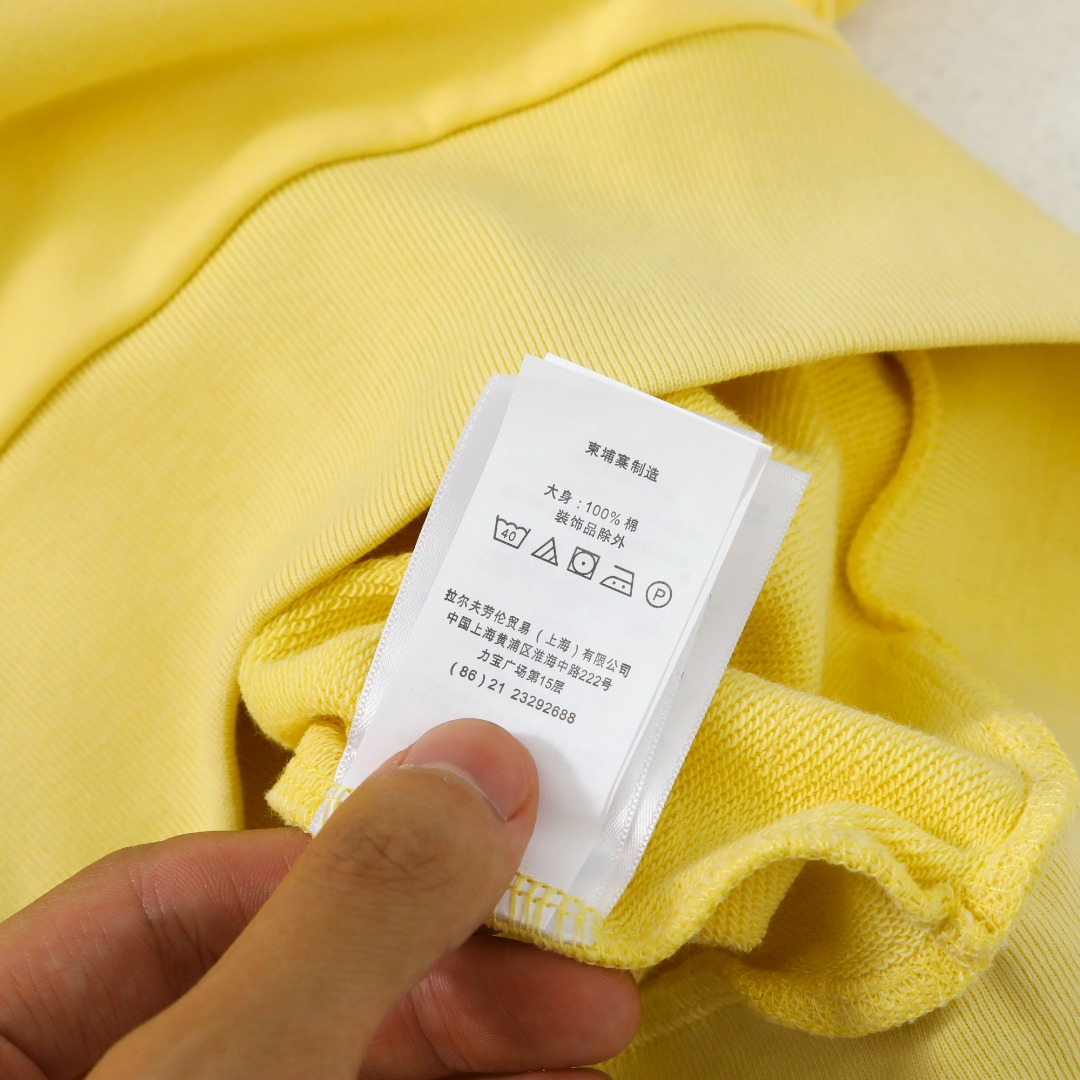 柬埔寨制造
大身：100% 棉
装饰品除外
40 P
拉尔夫劳伦贸易（上海）有限公司
中国上海黄浦区淮海中路222号
力宝广场第15层
(86)21 23292688